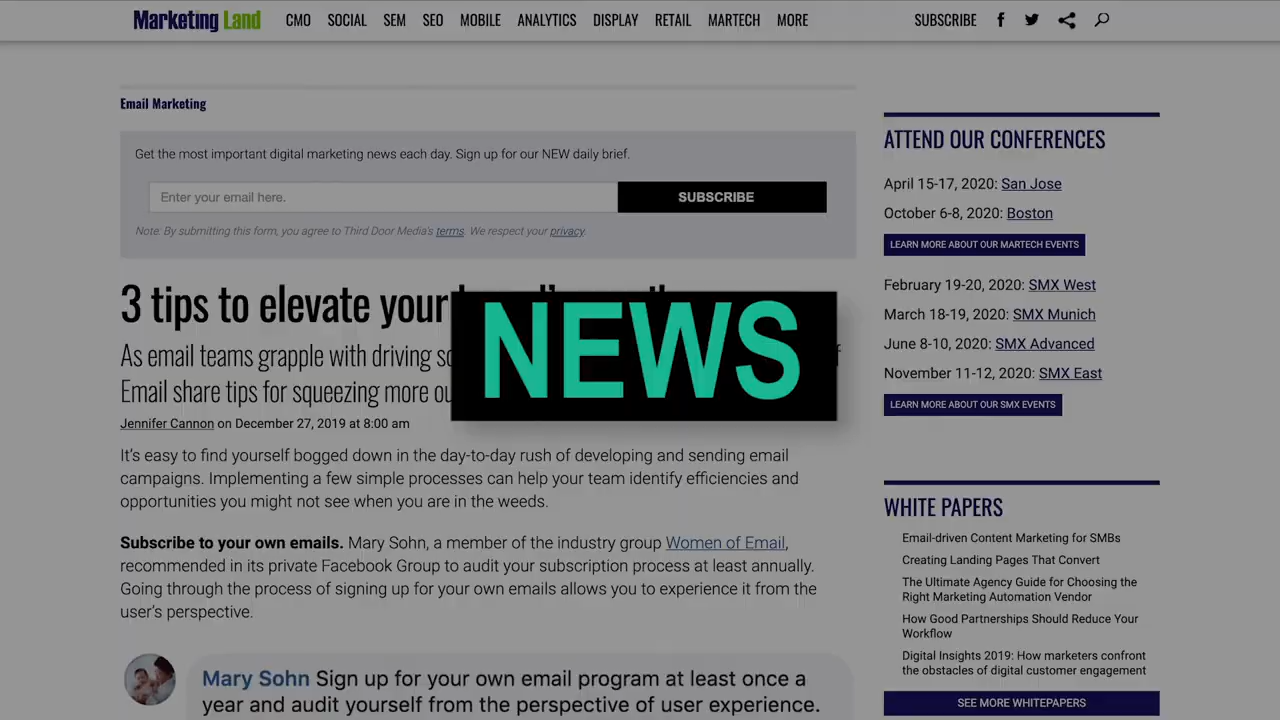 Marketing Land CMO SOCIAL SEM SEO MOBILE ANALYTICS DISPLAY RETAIL MARTECH MORE SUBSCRIBE
Email Marketing
Get the most important digital marketing news each day. Sign up for our NEW daily brief.
Enter your email here. SUBSCRIBE
Note: By submitting this form, you agree to Third Door Media's terms. We respect your privacy.
3 tips to elevate your
NEWS
As email teams grapple with driving
Email share tips for squeezing more
Jennifer Cannon on December 27, 2019 at 8:00 am
It's easy to find yourself bogged down in the day-to-day rush of developing and sending email
campaigns. Implementing a few simple processes can help your team identify efficiencies and
opportunities you might not see when you are in the weeds.
Subscribe to your own emails. Mary Sohn, a member of the industry group Women of Email,
recommended in its private Facebook Group to audit your subscription process at least annually.
Going through the process of signing up for your own emails allows you to experience it from the
user's perspective.
Mary Sohn Sign up for your own email program at least once a
year and audit yourself from the perspective of user experience.
ATTEND OUR CONFERENCES
April 15-17, 2020: San Jose
October 6-8, 2020: Boston
LEARN MORE ABOUT OUR MARTECH EVENTS
February 19-20, 2020: SMX West
March 18-19, 2020: SMX Munich
June 8-10, 2020: SMX Advanced
November 11-12, 2020: SMX East
LEARN MORE ABOUT OUR SMX EVENTS
WHITE PAPERS
Email-driven Content Marketing for SMBs
Creating Landing Pages That Convert
The Ultimate Agency Guide for Choosing the
Right Marketing Automation Vendor
How Good Partnerships Should Reduce Your
Workflow
Digital Insights 2019: How marketers confront
the obstacles of digital customer engagement
SEE MORE WHITEPAPERS